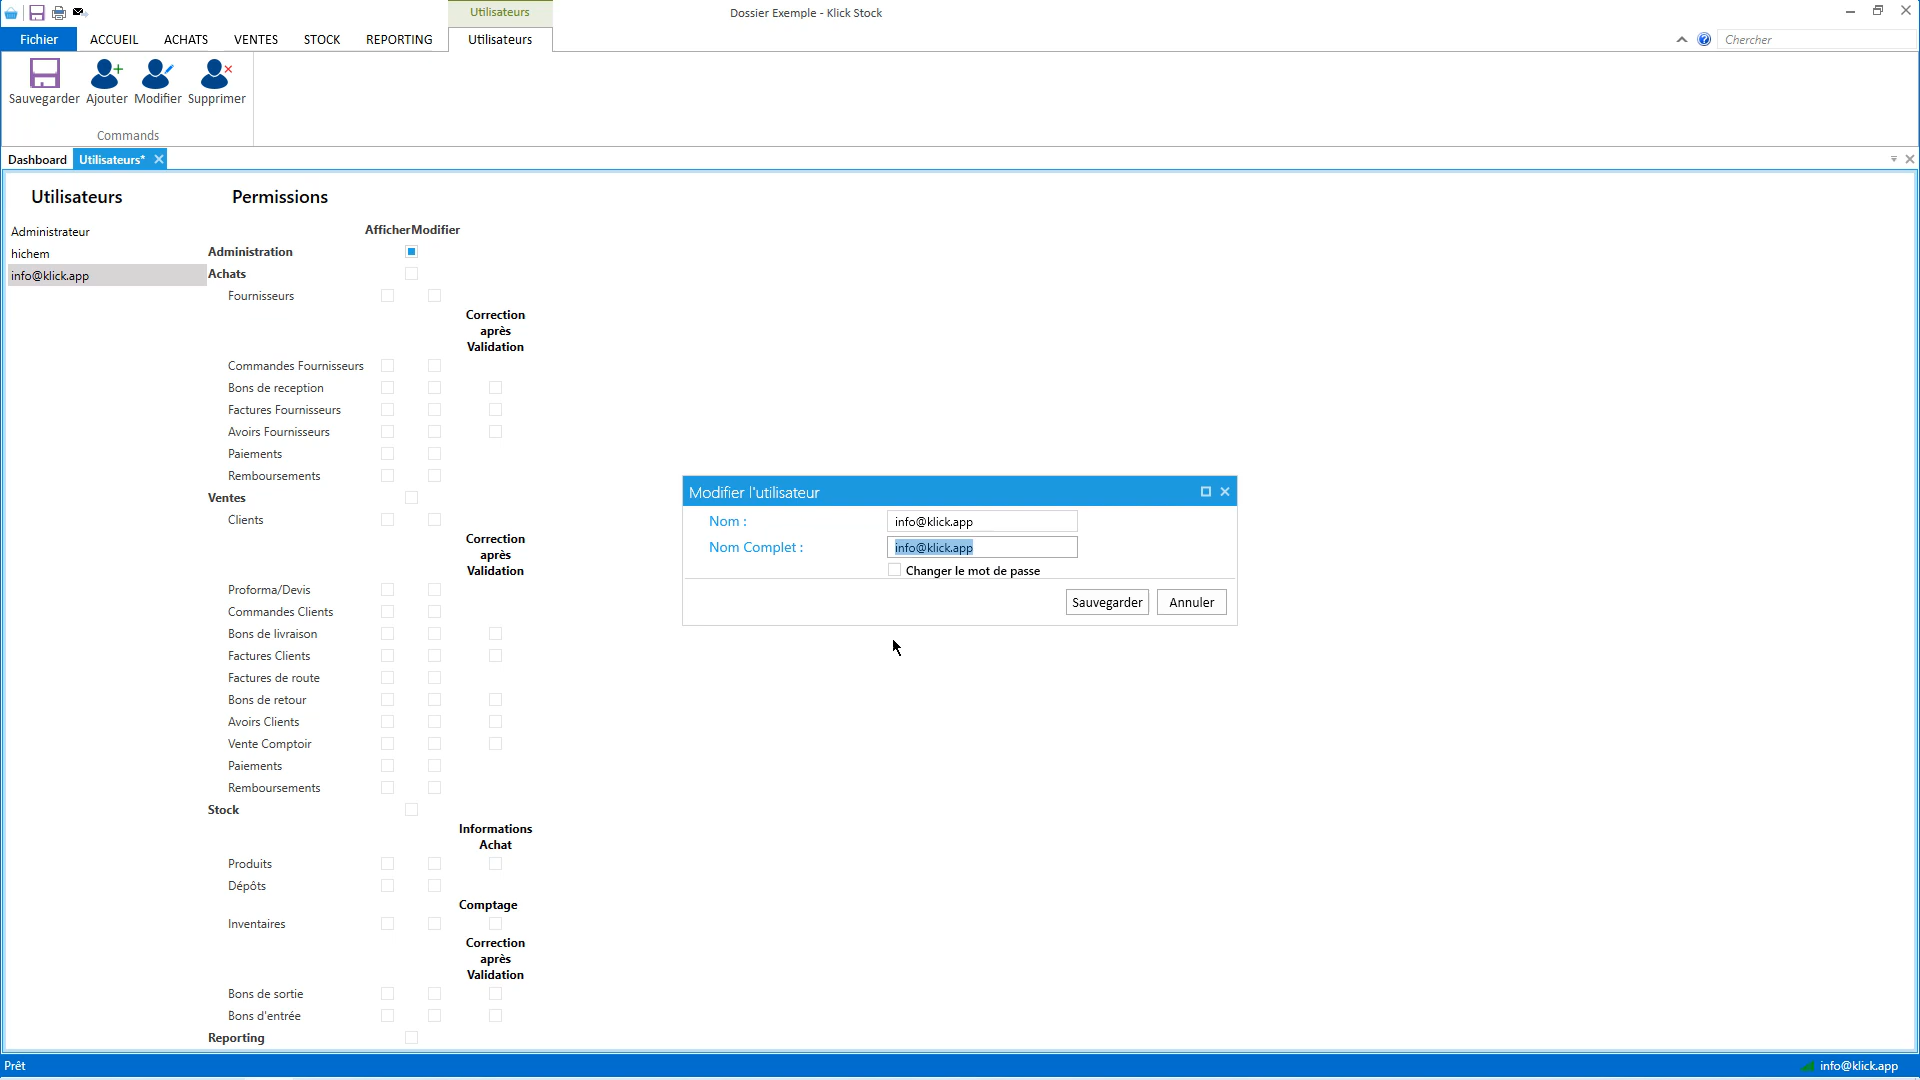 Utilisateurs
Dossier Exemple - Klick Stock
Fichier ACCUEIL ACHATS VENTES STOCK REPORTING Utilisateurs Chercher
Sauvegarder Ajouter Modifier Supprimer
Commands
Dashboard Utilisateurs*
Utilisateurs Permissions
Administrateur AfficherModifier
hichem Administration
info@klick.app Achats
Fournisseurs
Correction
après
Validation
Commandes Fournisseurs
Bons de reception
Factures Fournisseurs
Avoirs Fournisseurs
Paiements
Remboursements
Ventes
Clients
Correction
après
Validation
Proforma/Devis
Commandes Clients
Bons de livraison
Factures Clients
Factures de route
Bons de retour
Avoirs Clients
Vente Comptoir
Paiements
Remboursements
Stock
Informations
Achat
Produits
Dépôts
Comptage
Inventaires
Correction
après
Validation
Bons de sortie
Bons d'entrée
Reporting
Modifier l'utilisateur
Nom : info@klick.app
Nom Complet : info@klick.app
Changer le mot de passe
Sauvegarder Annuler
Prêt info@klick.app